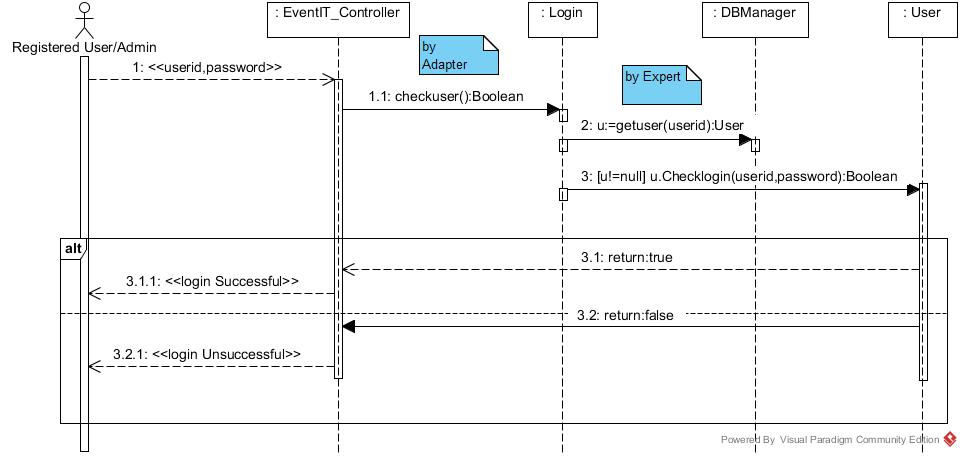 : EventIT_Controller
: Login
: DBManager
: User
Registered User/Admin
by
Adapter
1: <<userid,password>>
by Expert
1.1: checkuser():Boolean
2: u:=getuser(userid):User
3: [u!=null] u.Checklogin(userid,password):Boolean
alt
3.1: return:true
3.1.1: <<login Successful>>
3.2: return:false
3.2.1: <<login Unsuccessful>>
Powered By Visual Paradigm Community Edition